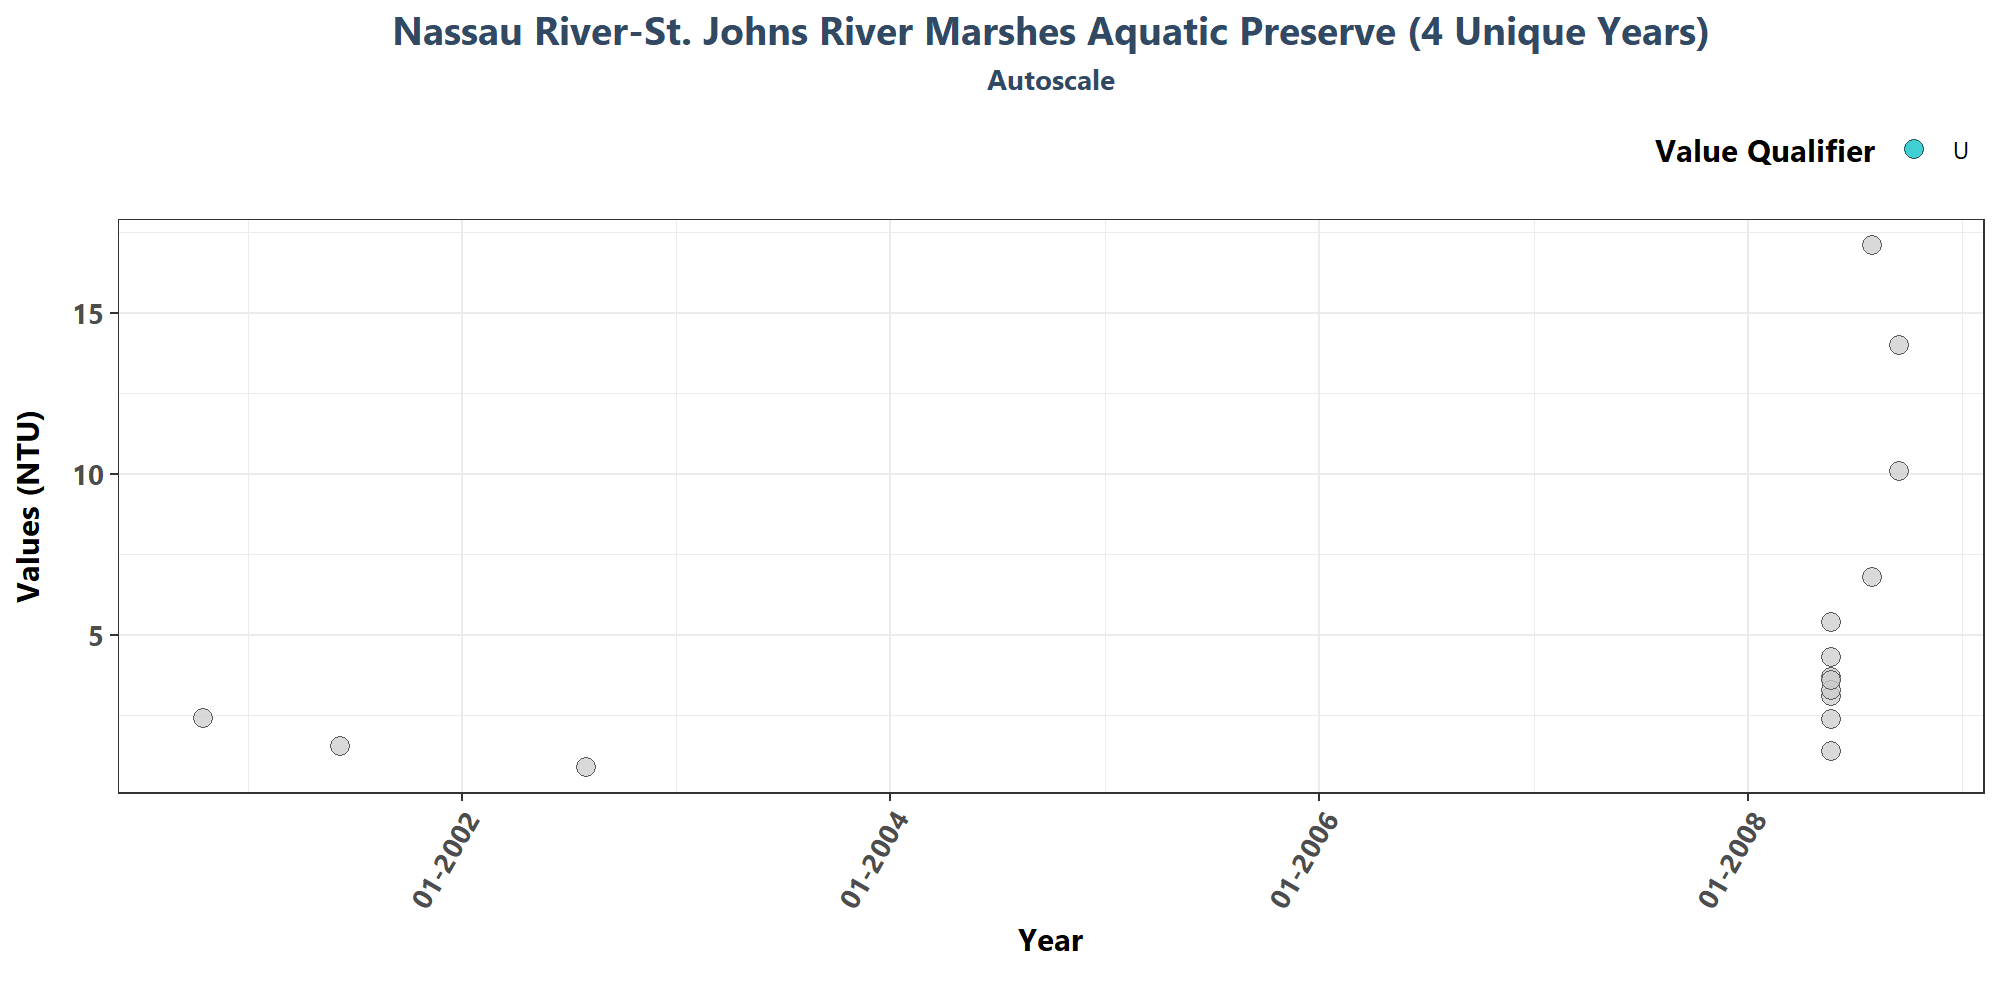 Nassau River-St. Johns River Marshes Aquatic Preserve (4 Unique Years)
Autoscale
Value Qualifier U
Values (NTU)
15
10
5
01-2002
01-2004
01-2006
01-2008
Year